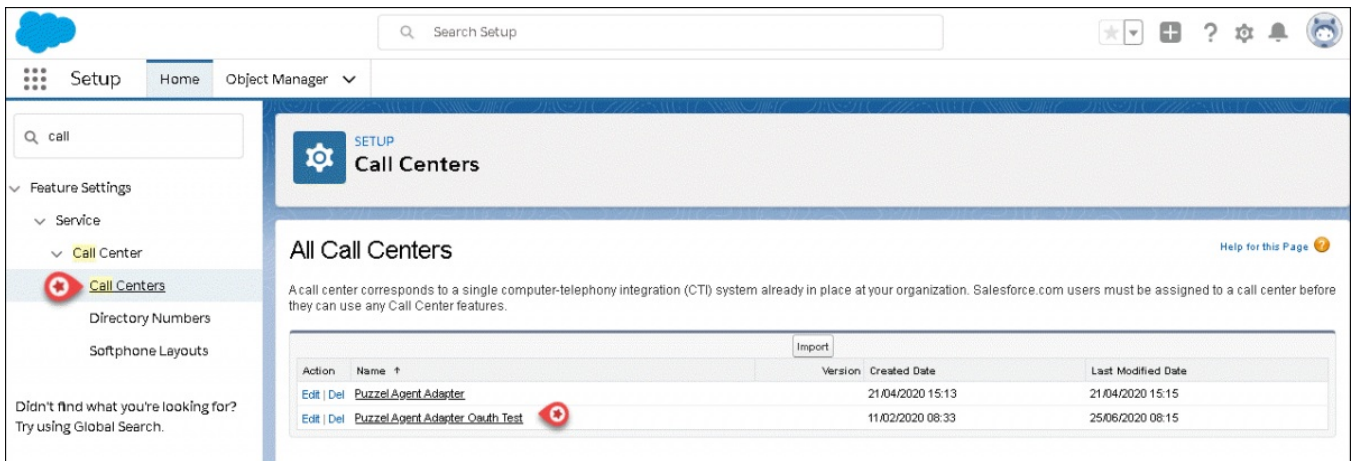 Search Setup
Setup
Home
Object Manager
call
Feature Settings
Service
Call Center
Call Centers
Directory Numbers
Softphone Layouts
Didn't find what you're looking for?
Try using Global Search.
SETUP
Call Centers
All Call Centers
Help for this Page
A call center corresponds to a single computer-telephony integration (CTI) system already in place at your organization. Salesforce.com users must be assigned to a call center before
they can use any Call Center features.
Import
Action Name ↑ Version Created Date Last Modified Date
Edit | Del Puzzel Agent Adapter 21/04/2020 15:13 21/04/2020 15:15
Edit | Del Puzzel Agent Adapter Oauth Test 11/02/2020 08:33 25/06/2020 08:15